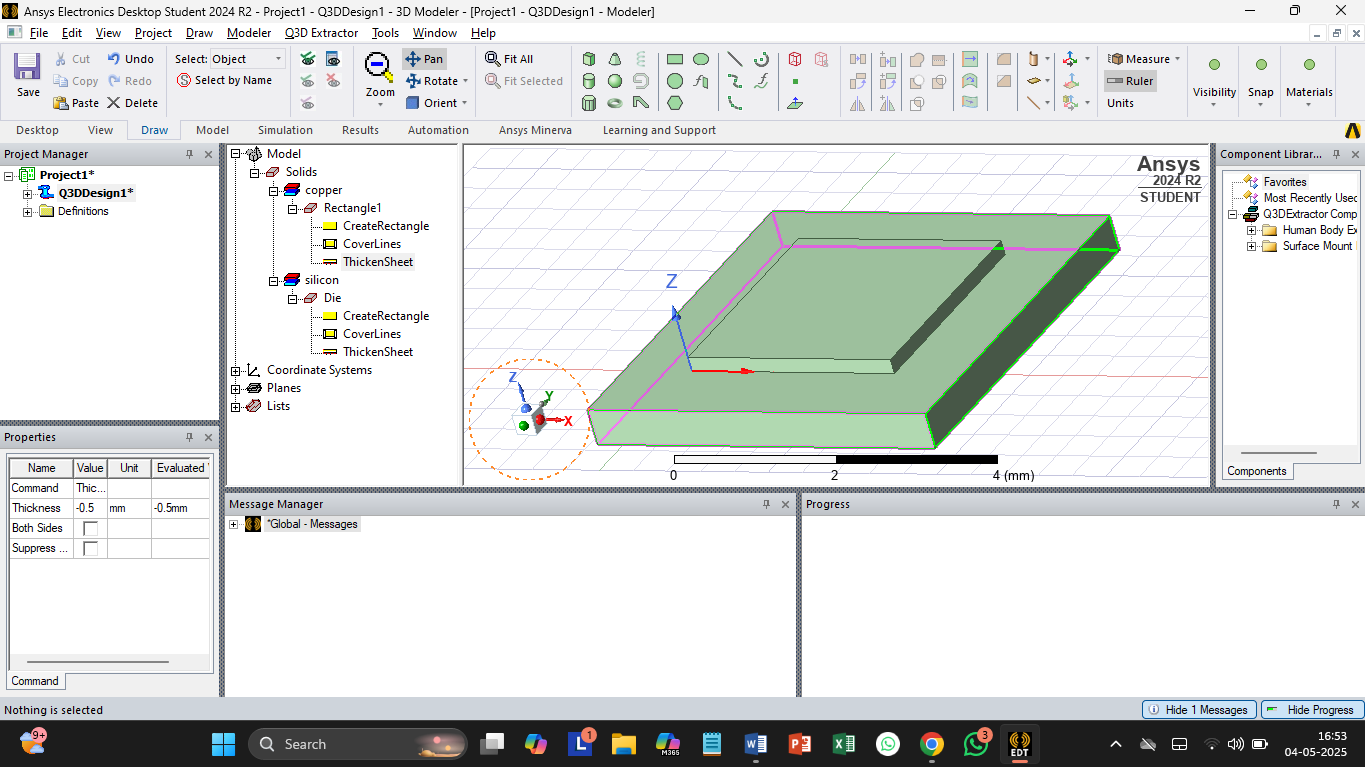 Ansys Electronics Desktop Student 2024 R2 - Project1 - Q3DDesign1 - 3D Modeler - [Project1 - Q3DDesign1 - Modeler]
File Edit View Project Draw Modeler Q3D Extractor Tools Window Help
Save
Cut Undo
Copy Redo
Paste Delete
Select: Object
Select by Name
Zoom
Pan
Rotate
Orient
Fit All
Fit Selected
Measure
Ruler
Units
Visibility
Snap
Materials
Desktop View Draw Model Simulation Results Automation Ansys Minerva Learning and Support
Project Manager
Project1*
Q3DDesign1*
Definitions
Properties
Name Value Unit Evaluated
Command Thic...
Thickness -0.5 mm -0.5mm
Both Sides
Suppress ...
Command
Model
Solids
copper
Rectangle1
CreateRectangle
CoverLines
ThickenSheet
silicon
Die
CreateRectangle
CoverLines
ThickenSheet
Coordinate Systems
Planes
Lists
Ansys
2024 R2
STUDENT
Z
Z
Y
X
0 2 4 (mm)
Component Librar...
Favorites
Most Recently Used
Q3DExtractor Comp
Human Body Ex
Surface Mount
Components
Message Manager
*Global - Messages
Progress
Nothing is selected
Hide 1 Messages
Hide Progress
9+
Search
1
M365
3
EDT
16:53
04-05-2025